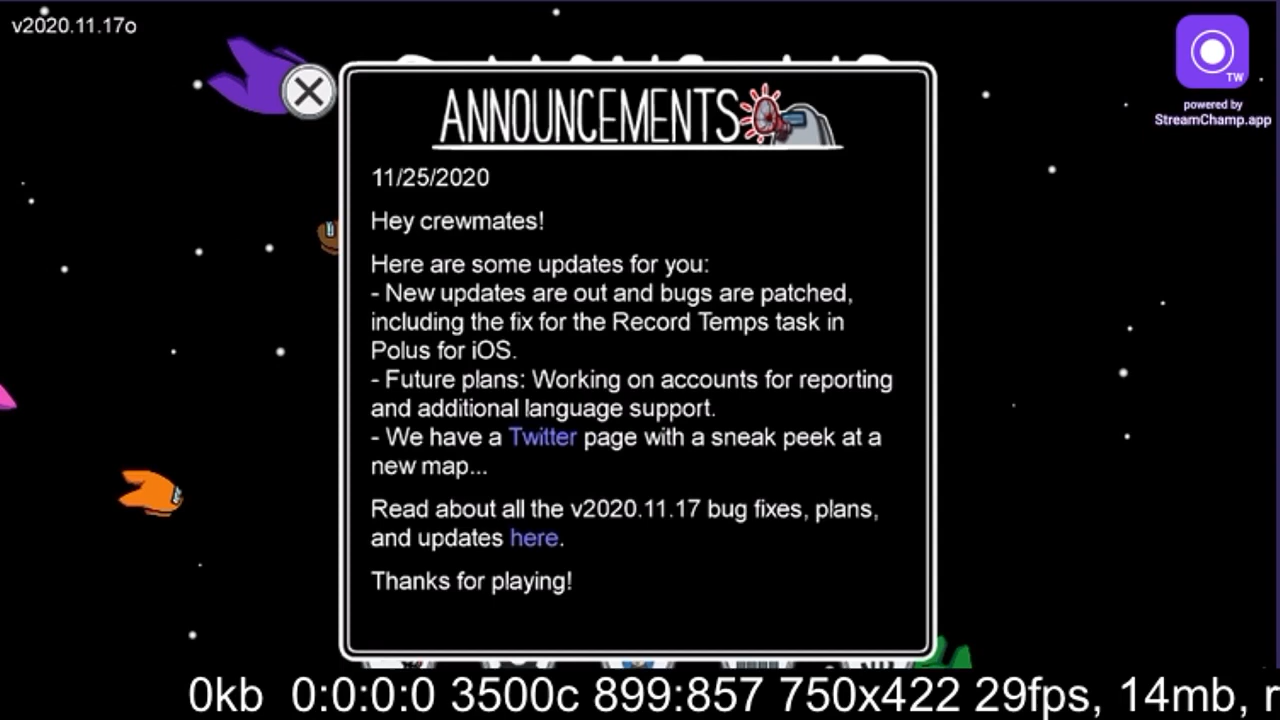 v2020.11.17o
TW
powered by
StreamChamp.app
ANNOUNCEMENTS
11/25/2020
Hey crewmates!
Here are some updates for you:
- New updates are out and bugs are patched,
including the fix for the Record Temps task in
Polus for iOS.
- Future plans: Working on accounts for reporting
and additional language support.
- We have a Twitter page with a sneak peek at a
new map...
Read about all the v2020.11.17 bug fixes, plans,
and updates here.
Thanks for playing!
0kb 0:0:0:0 3500c 899:857 750x422 29fps, 14mb, r